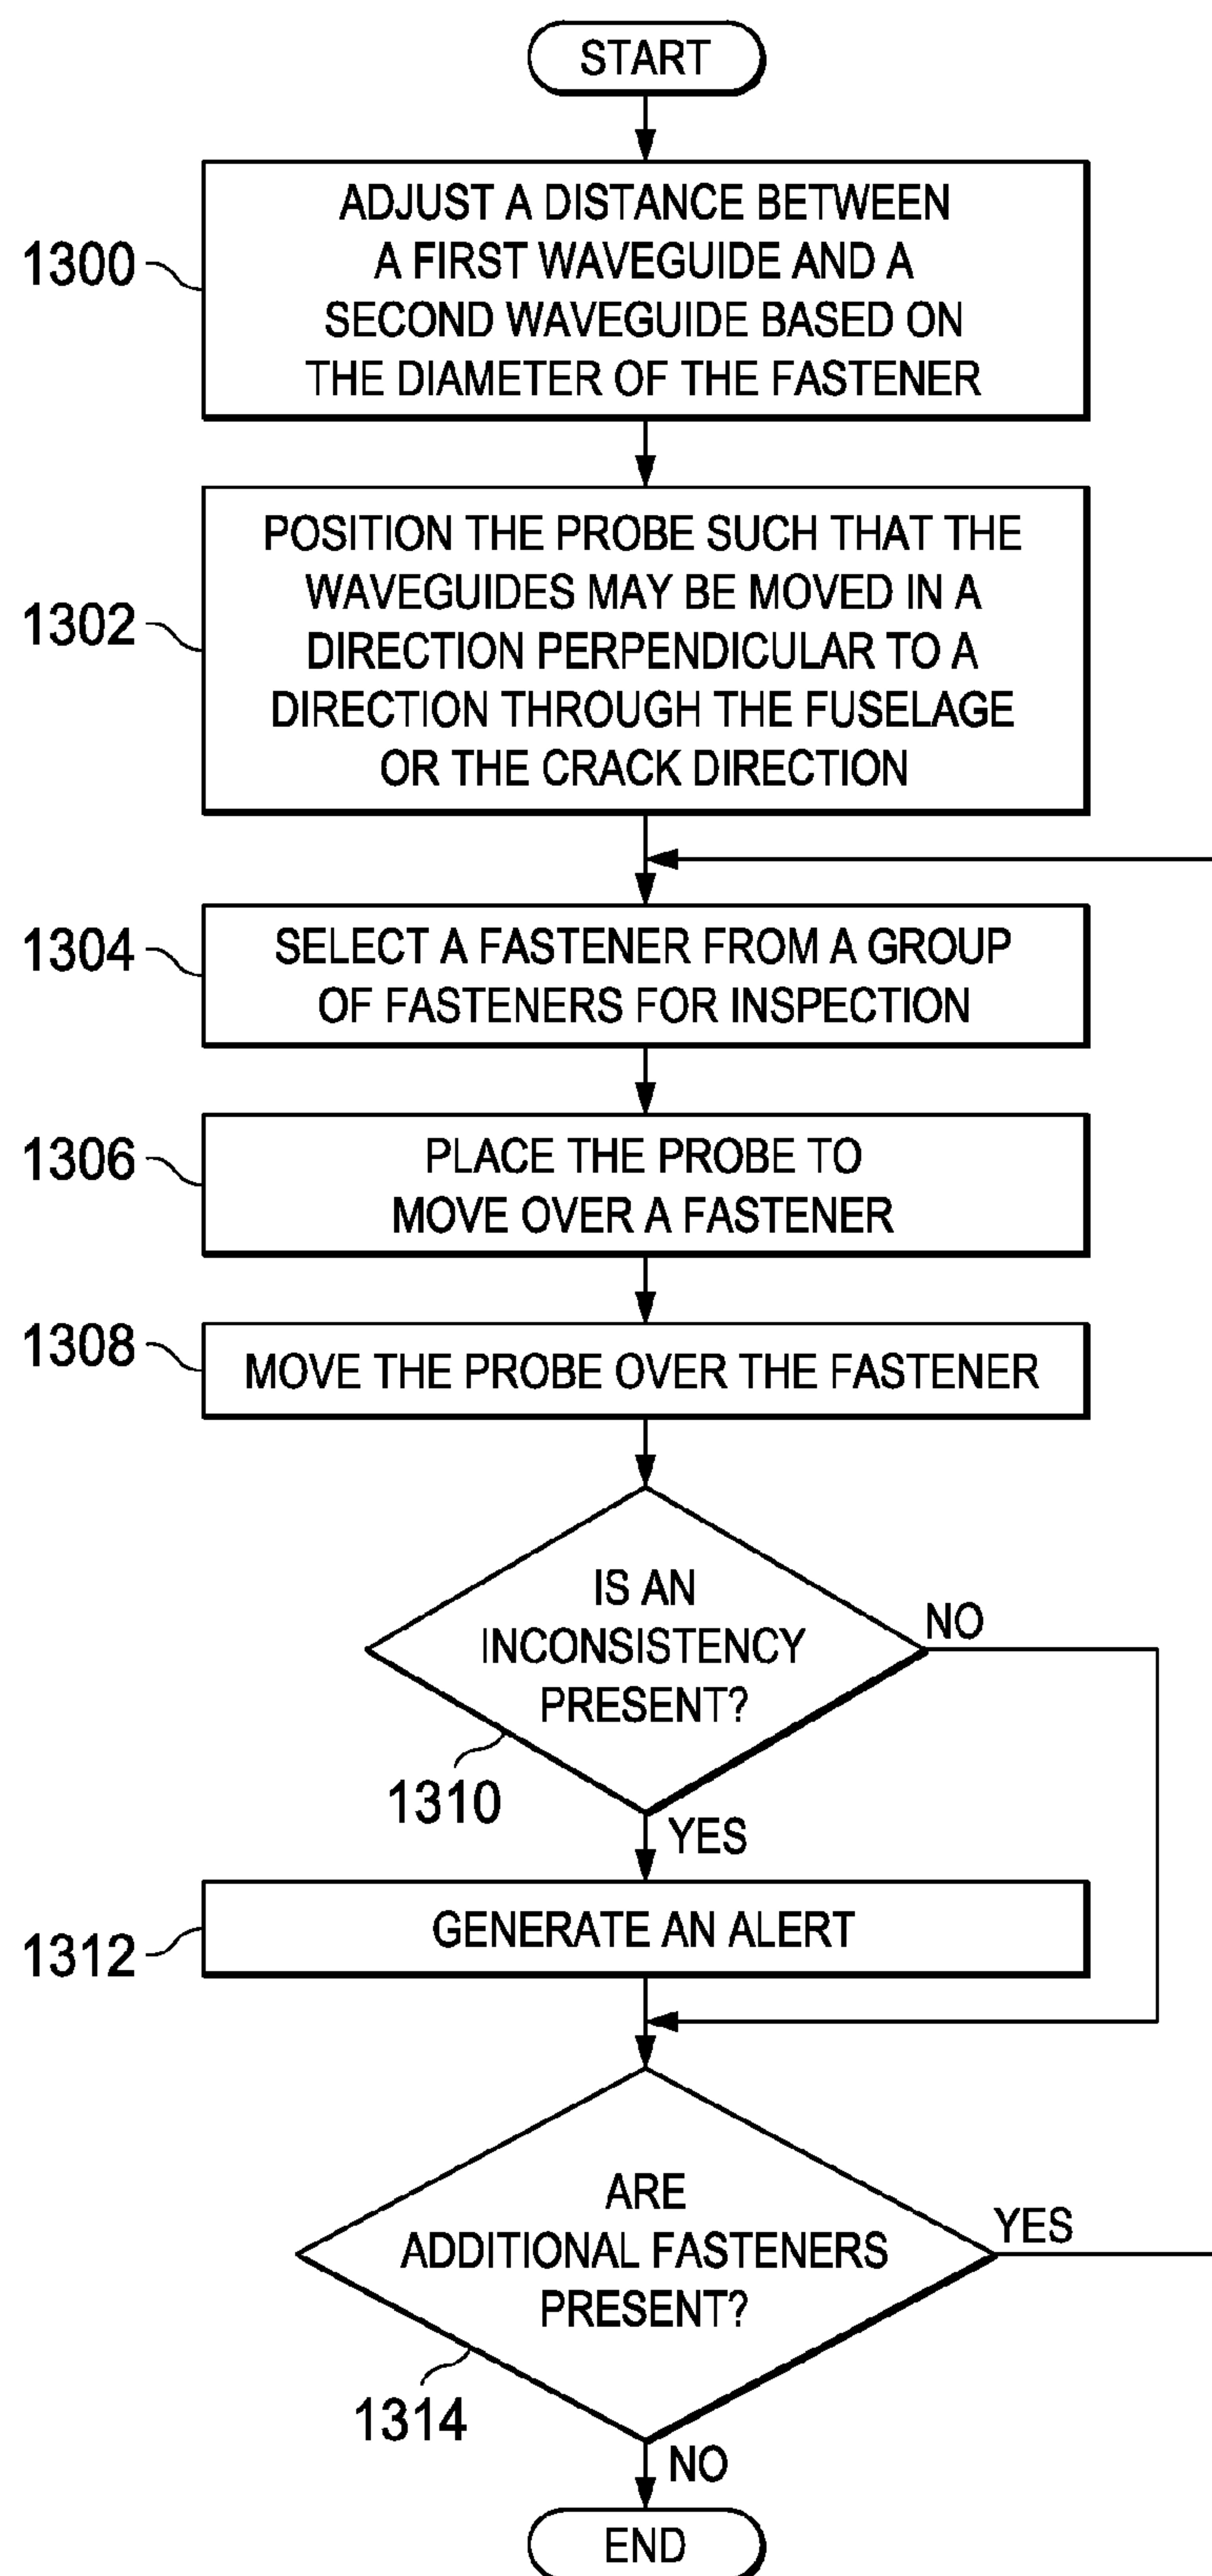 START
1300
ADJUST A DISTANCE BETWEEN
A FIRST WAVEGUIDE AND A
SECOND WAVEGUIDE BASED ON
THE DIAMETER OF THE FASTENER
1302
POSITION THE PROBE SUCH THAT THE
WAVEGUIDES MAY BE MOVED IN A
DIRECTION PERPENDICULAR TO A
DIRECTION THROUGH THE FUSELAGE
OR THE CRACK DIRECTION
1304
SELECT A FASTENER FROM A GROUP
OF FASTENERS FOR INSPECTION
1306
PLACE THE PROBE TO
MOVE OVER A FASTENER
1308
MOVE THE PROBE OVER THE FASTENER
IS AN
INCONSISTENCY
PRESENT?
NO
1310
YES
1312
GENERATE AN ALERT
ARE
ADDITIONAL FASTENERS
PRESENT?
YES
1314
NO
END